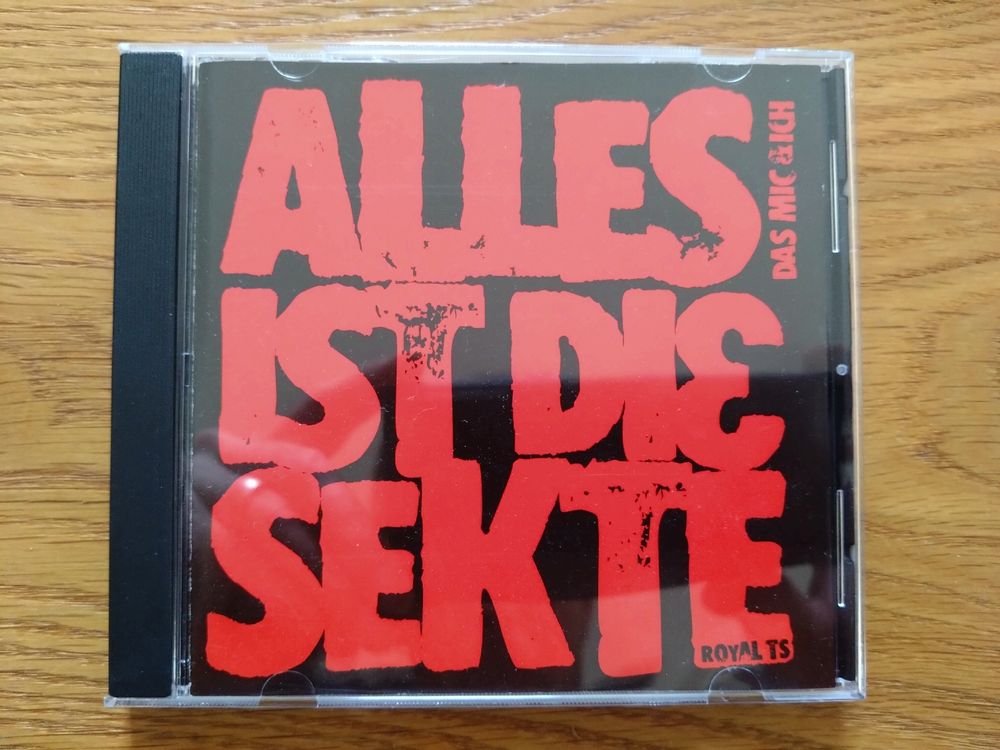 ALLES
IST DIE
SEKTE
DAS MIC & ICH
ROYAL TS